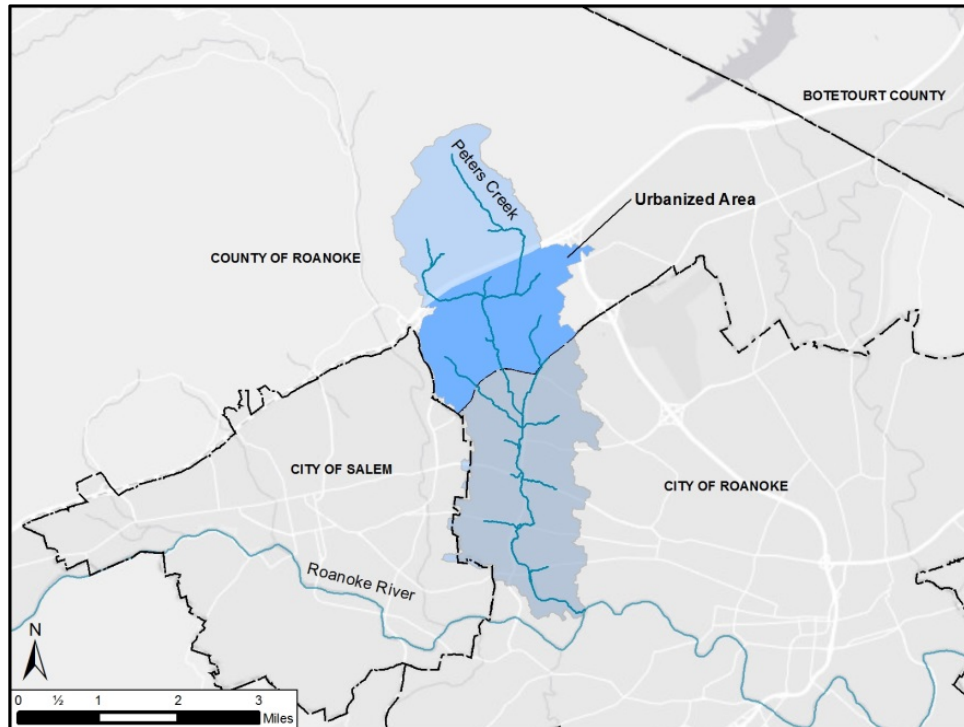 BOTETOURT COUNTY
Peters Creek
Urbanized Area
COUNTY OF ROANOKE
CITY OF SALEM
CITY OF ROANOKE
Roanoke River
N
0 ½ 1 2 3
Miles